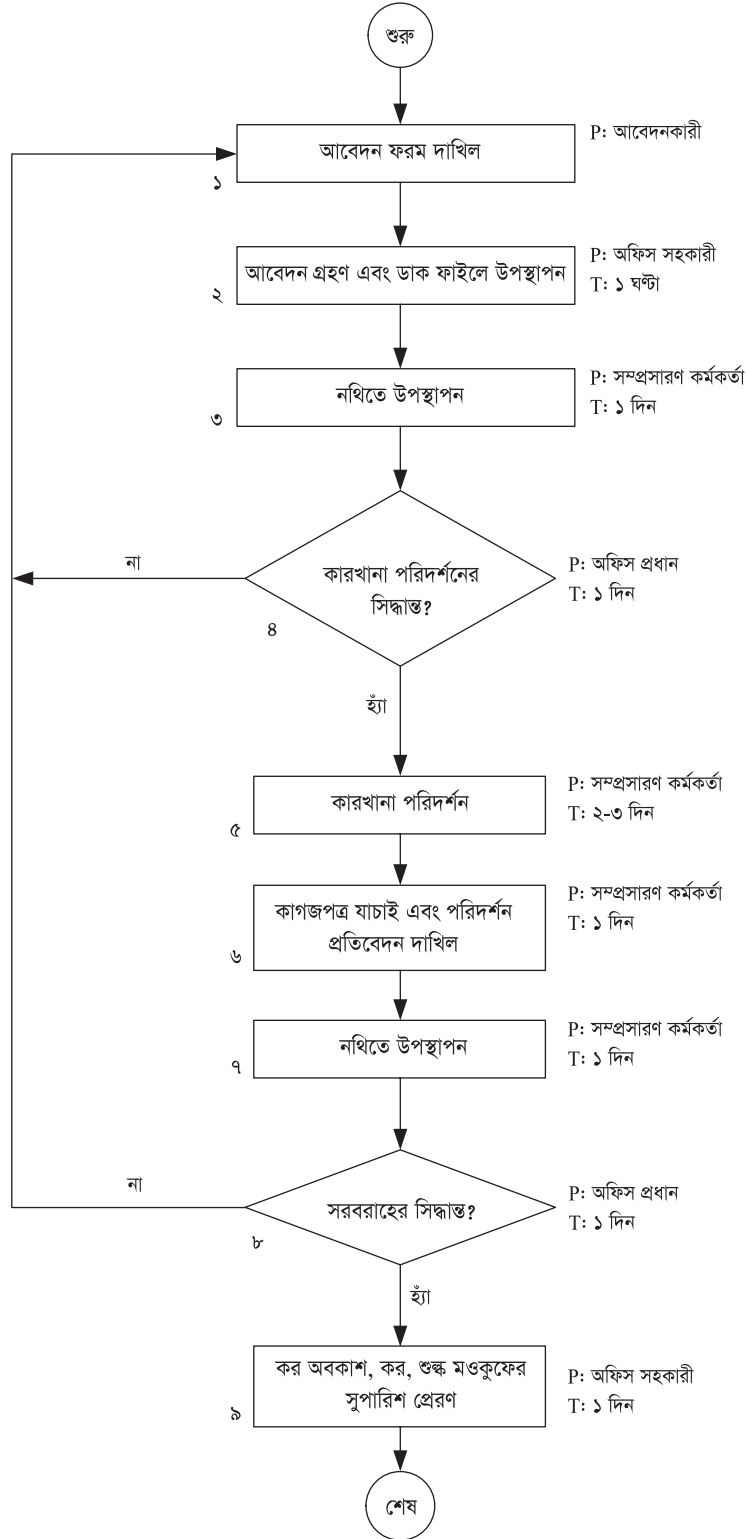 শুরু
আবেদন ফরম দাখিল
P: আবেদনকারী
১
আবেদন গ্রহণ এবং ডাক ফাইলে উপস্থাপন
P: অফিস সহকারী
T: ১ ঘণ্টা
২
নথিতে উপস্থাপন
P: সম্প্রসারণ কর্মকর্তা
T: ১ দিন
৩
না
কারখানা পরিদর্শনের
সিদ্ধান্ত?
P: অফিস প্রধান
T: ১ দিন
৪
হ্যাঁ
কারখানা পরিদর্শন
P: সম্প্রসারণ কর্মকর্তা
T: ২-৩ দিন
৫
কাগজপত্র যাচাই এবং পরিদর্শন
প্রতিবেদন দাখিল
P: সম্প্রসারণ কর্মকর্তা
T: ১ দিন
৬
নথিতে উপস্থাপন
P: সম্প্রসারণ কর্মকর্তা
T: ১ দিন
৭
না
সরবরাহের সিদ্ধান্ত?
P: অফিস প্রধান
T: ১ দিন
৮
হ্যাঁ
কর অবকাশ, কর, শুল্ক মওকুফের
সুপারিশ প্রেরণ
P: অফিস সহকারী
T: ১ দিন
৯
শেষ